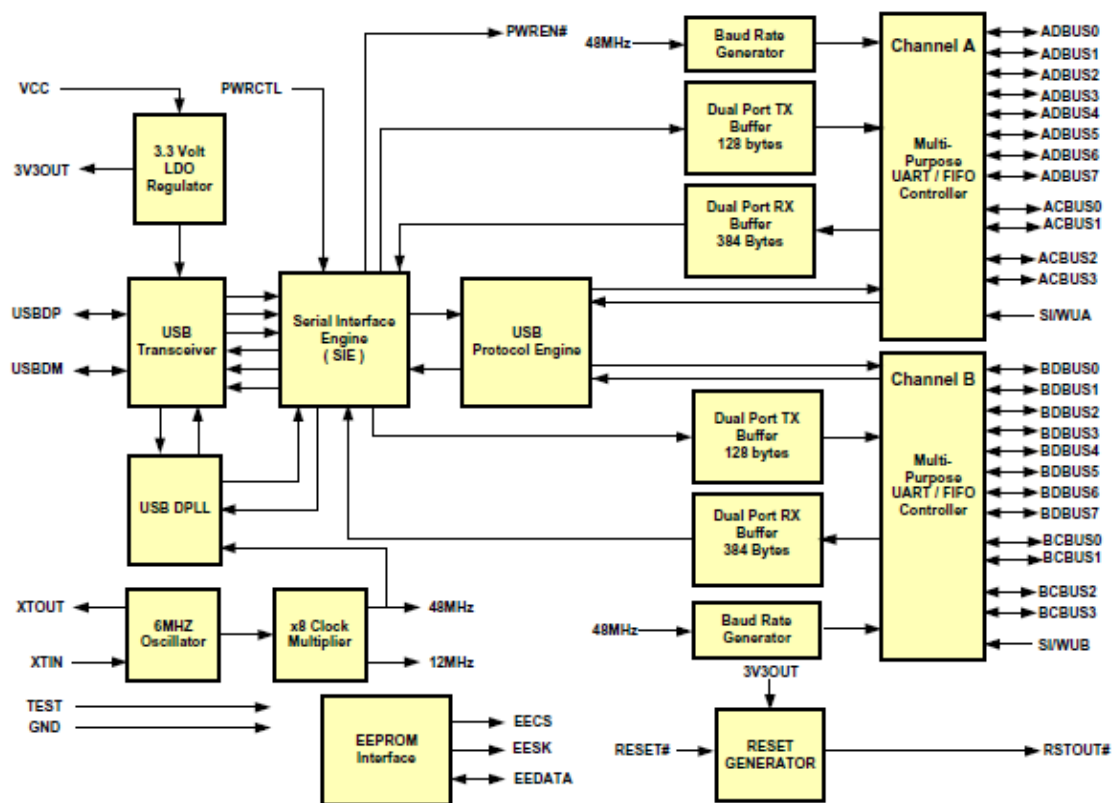 PWREN#
48MHz
Baud Rate
Generator
Channel A
Multi-
Purpose
UART / FIFO
Controller
ADBUS0
ADBUS1
ADBUS2
ADBUS3
ADBUS4
ADBUS5
ADBUS6
ADBUS7
ACBUS0
ACBUS1
ACBUS2
ACBUS3
SI/WUA
VCC
PWRCTL
3V3OUT
3.3 Volt
LDO
Regulator
Dual Port TX
Buffer
128 bytes
Dual Port RX
Buffer
384 Bytes
USBDP
USBDM
USB
Transceiver
Serial Interface
Engine
( SIE )
USB
Protocol Engine
Channel B
Multi-
Purpose
UART / FIFO
Controller
BDBUS0
BDBUS1
BDBUS2
BDBUS3
BDBUS4
BDBUS5
BDBUS6
BDBUS7
BCBUS0
BCBUS1
BCBUS2
BCBUS3
SI/WUB
Dual Port TX
Buffer
128 bytes
USB DPLL
Dual Port RX
Buffer
384 Bytes
XTOUT
XTIN
6MHZ
Oscillator
x8 Clock
Multiplier
48MHz
12MHz
48MHz
Baud Rate
Generator
TEST
GND
EEPROM
Interface
EECS
EESK
EEDATA
3V3OUT
RESET#
RESET
GENERATOR
RSTOUT#